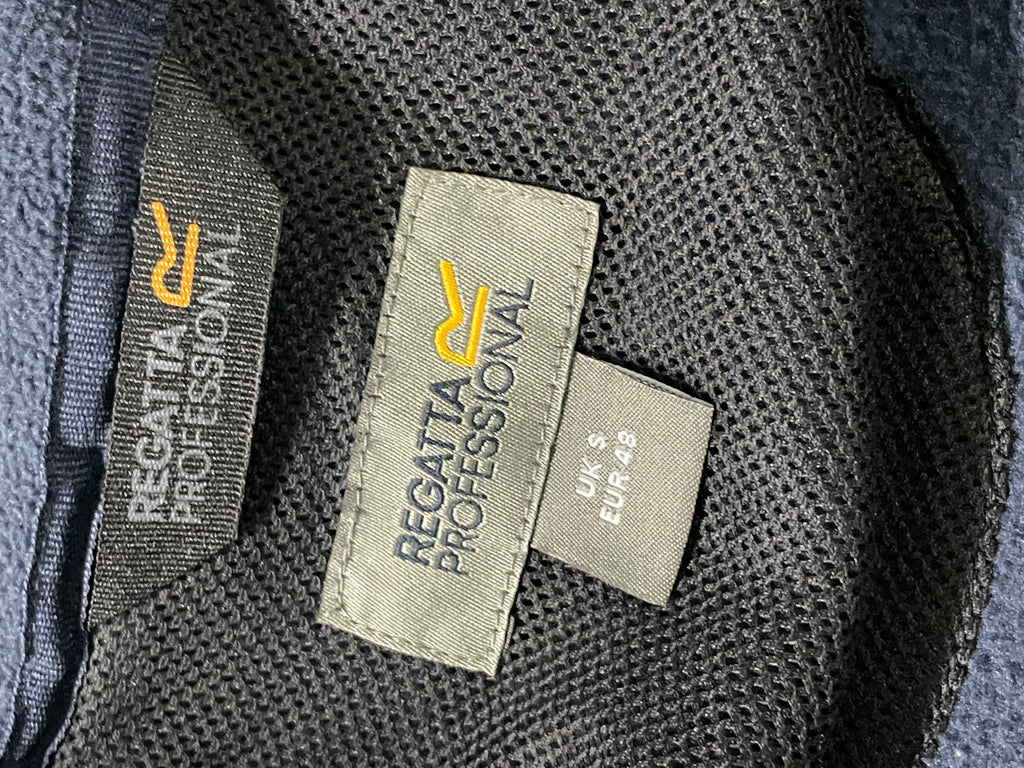 REGATTA
PROFESSIONAL
REGATTA
PROFESSIONAL
UK S
EUR 48